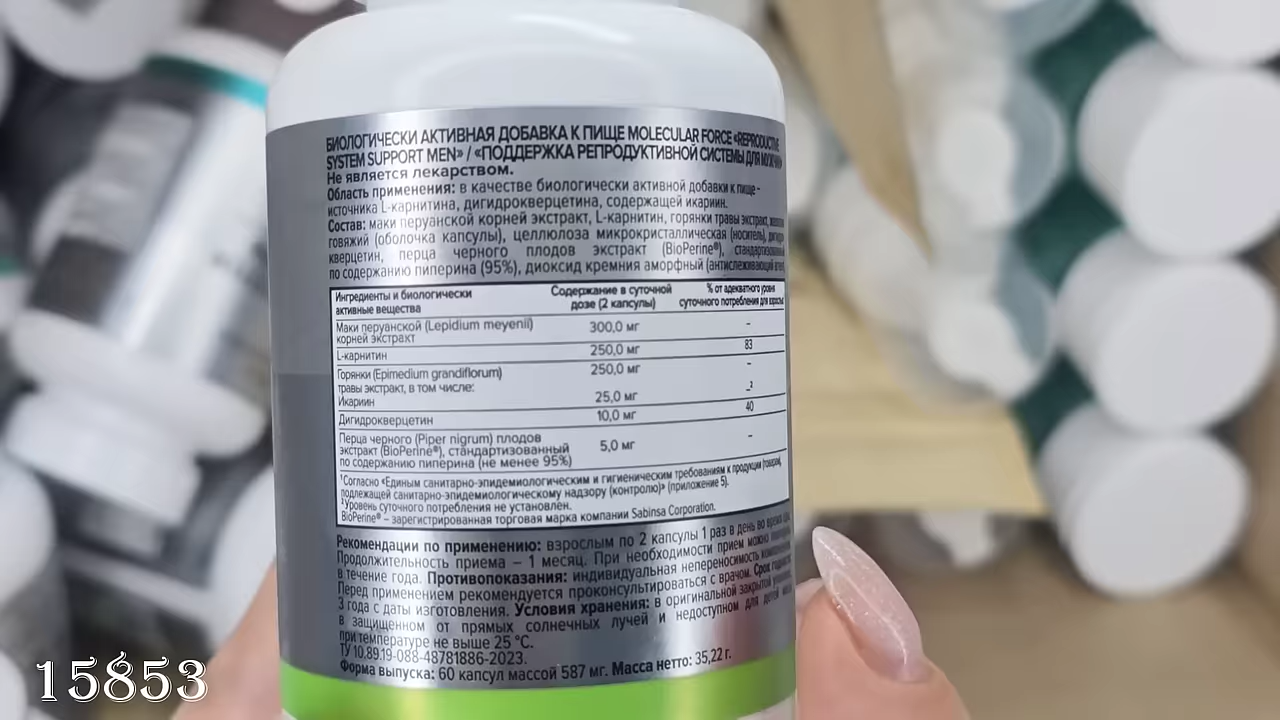 БИОЛОГИЧЕСКИ АКТИВНАЯ ДОБАВКА К ПИЩЕ MOLECULAR FORCE «REPRODUCTIVE
SYSTEM SUPPORT MEN» / «ПОДДЕРЖКА РЕПРОДУКТИВНОЙ СИСТЕМЫ ДЛЯ МУЖЧИН»
Не является лекарством.
Область применения: в качестве биологически активной добавки к пище –
источника L-карнитина, дигидрокверцетина, содержащей икариин.
Состав: маки перуанской корней экстракт, L-карнитин, горянки травы экстракт,
говяжий (оболочка капсулы), целлюлоза микрокристаллическая (носитель),
кверцетин, перца черного плодов экстракт (BioPerine®), стандартизованный
по содержанию пиперина (95%), диоксид кремния аморфный (антислеживающий
Ингредиенты и биологически активные вещества
Содержание в суточной дозе (2 капсулы)
% от адекватного уровня суточного потребления для взрослых
Маки перуанской (Lepidium meyenii) корней экстракт 300,0 мг –
L-карнитин 250,0 мг 83
Горянки (Epimedium grandiflorum) 250,0 мг –
травы экстракт, в том числе:
Икариин 25,0 мг –²
Дигидрокверцетин 10,0 мг 40
Перца черного (Piper nigrum) плодов
экстракт (BioPerine®), стандартизованный 5,0 мг –
по содержанию пиперина (не менее 95%)
¹Согласно «Единым санитарно-эпидемиологическим и гигиеническим требованиям к продукции (товарам),
подлежащей санитарно-эпидемиологическому надзору (контролю)» (приложение 5).
²Уровень суточного потребления не установлен.
BioPerine® – зарегистрированная торговая марка компании Sabinsa Corporation.
Рекомендации по применению: взрослым по 2 капсулы 1 раз в день во время
Продолжительность приема – 1 месяц. При необходимости прием можно
в течение года. Противопоказания: индивидуальная непереносимость компонентов.
Перед применением рекомендуется проконсультироваться с врачом. Срок годности:
3 года с даты изготовления. Условия хранения: в оригинальной закрытой упаковке,
в защищенном от прямых солнечных лучей и недоступном для детей месте
при температуре не выше 25 °C.
ТУ 10.89.19-088-48781886-2023.
Форма выпуска: 60 капсул массой 587 мг. Масса нетто: 35,22 г.
15853